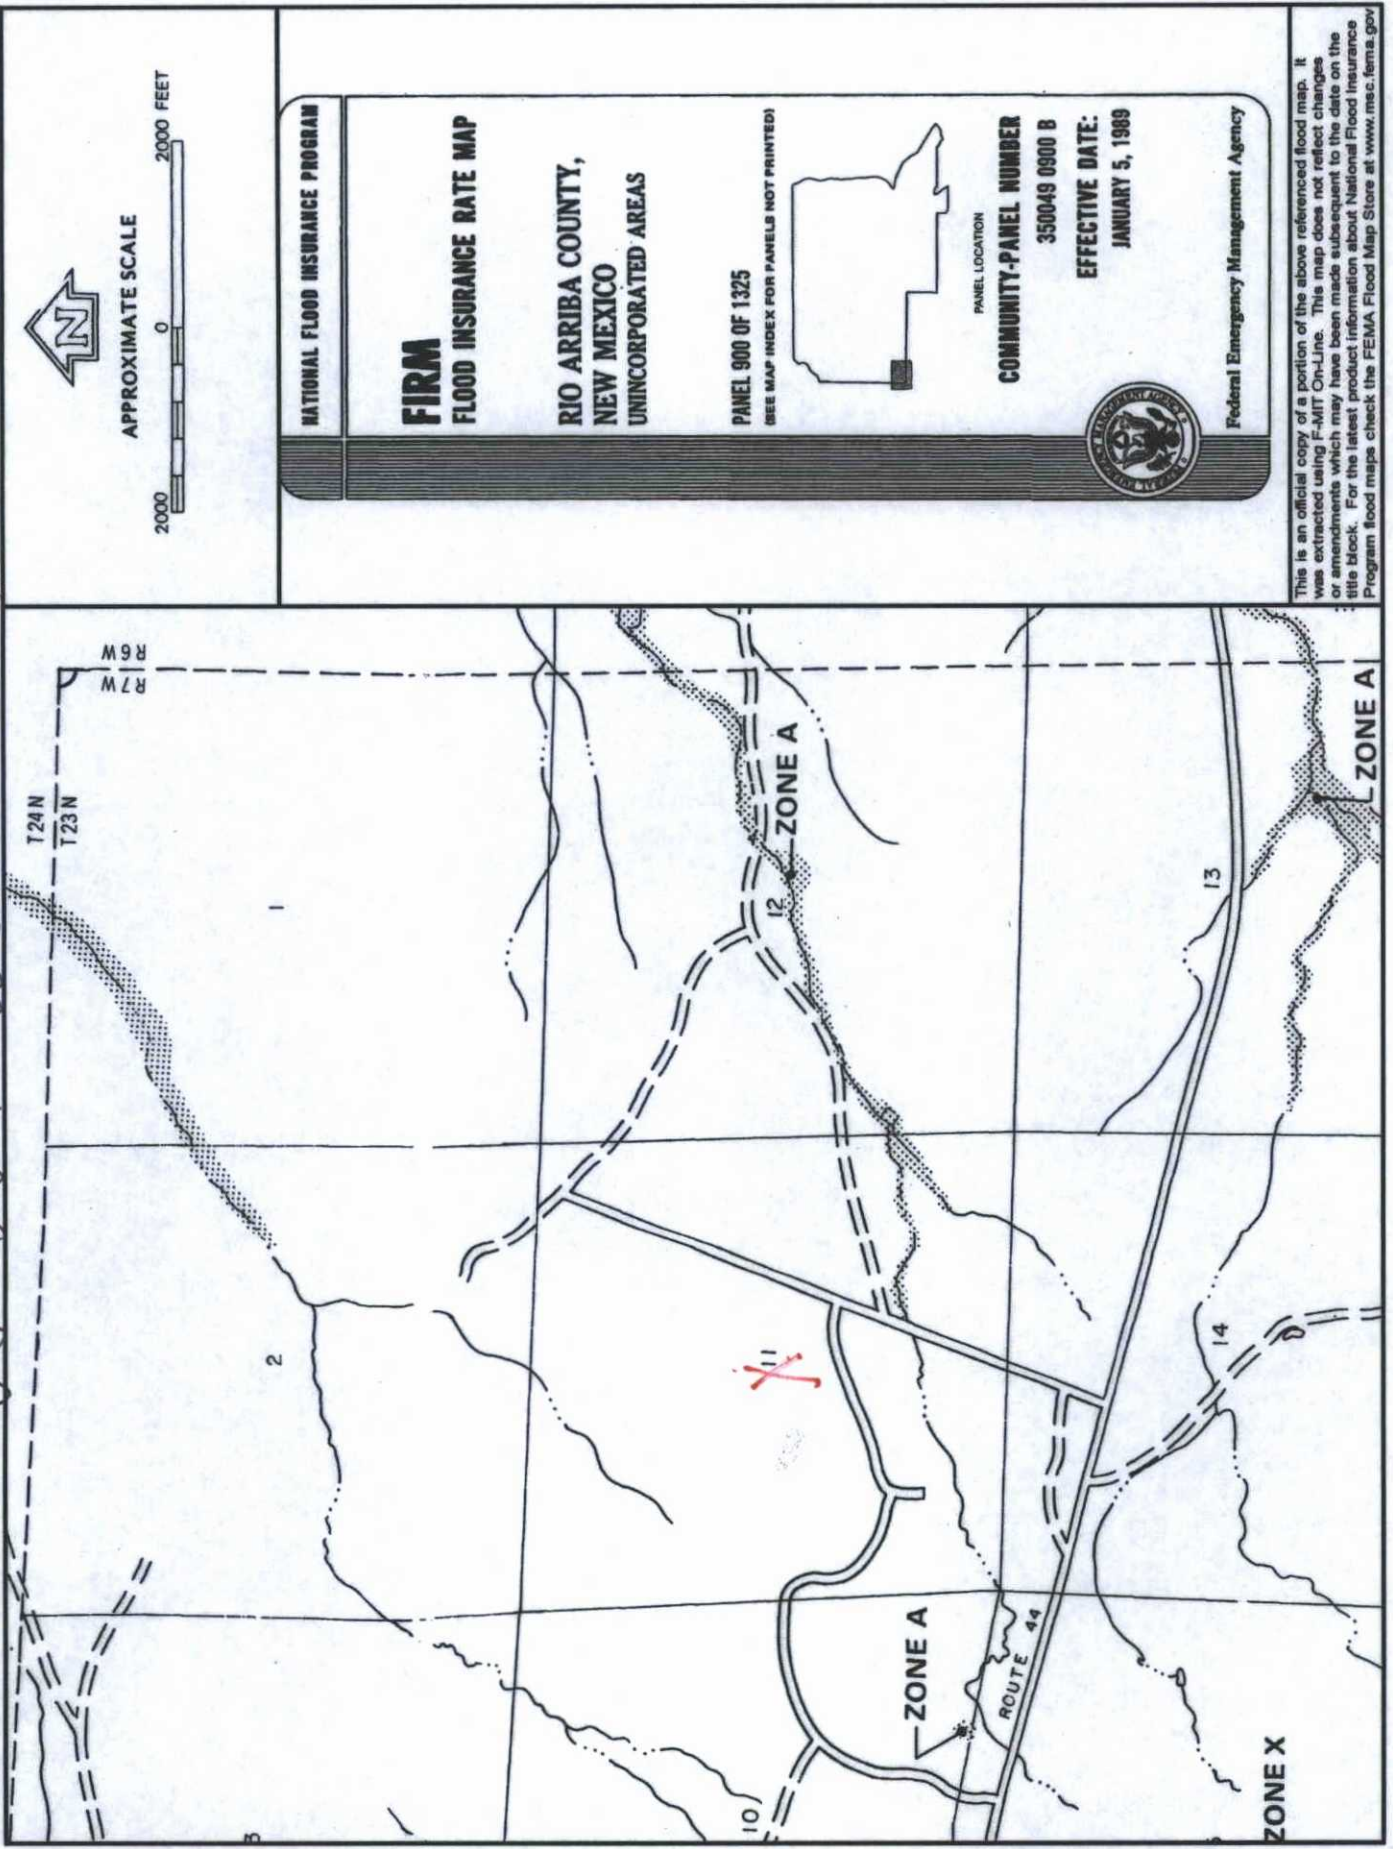 APPROXIMATE SCALE
2000 0 2000 FEET
N
NATIONAL FLOOD INSURANCE PROGRAM
FIRM
FLOOD INSURANCE RATE MAP
RIO ARRIBA COUNTY,
NEW MEXICO
UNINCORPORATED AREAS
PANEL 900 OF 1325
(SEE MAP INDEX FOR PANELS NOT PRINTED)
PANEL LOCATION
COMMUNITY-PANEL NUMBER
350049 0900 B
EFFECTIVE DATE:
JANUARY 5, 1989
Federal Emergency Management Agency
This is an official copy of a portion of the above referenced flood map. It
was extracted using F-MIT On-Line. This map does not reflect changes
or amendments which may have been made subsequent to the date on the
title block. For the latest product information about National Flood Insurance
Program flood maps check the FEMA Flood Map Store at www.msc.fema.gov
T24N
T23N
R7W
R6W
1
2
3
10
11
12
13
14
ZONE A
ZONE A
ZONE A
ROUTE 44
ZONE X